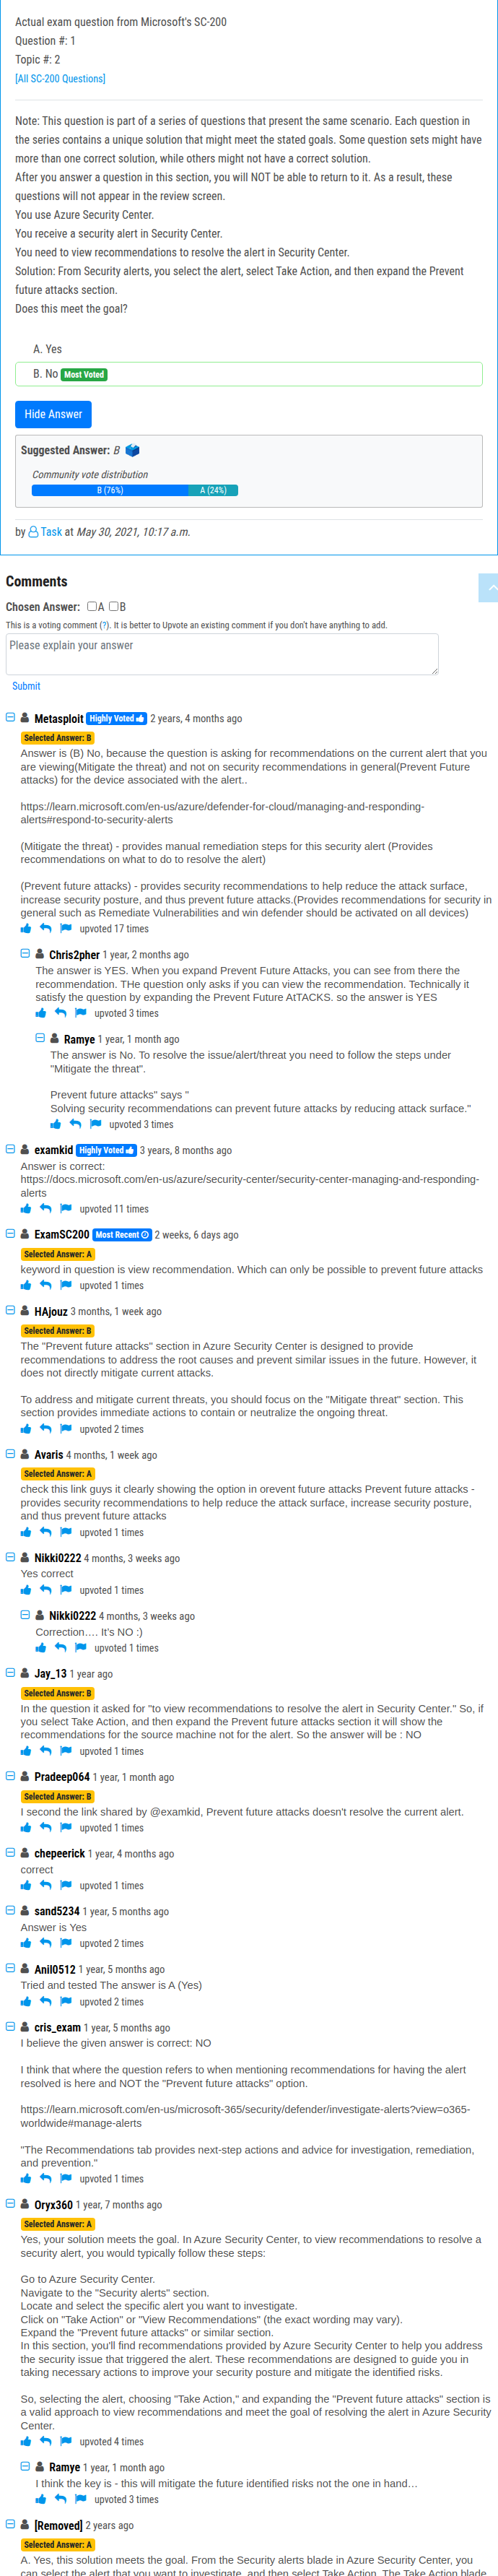 Actual exam question from Microsoft's SC-200
Question #: 1
Topic #: 2
[All SC-200 Questions]
Note: This question is part of a series of questions that present the same scenario. Each question in
the series contains a unique solution that might meet the stated goals. Some question sets might have
more than one correct solution, while others might not have a correct solution.
After you answer a question in this section, you will NOT be able to return to it. As a result, these
questions will not appear in the review screen.
You use Azure Security Center.
You receive a security alert in Security Center.
You need to view recommendations to resolve the alert in Security Center.
Solution: From Security alerts, you select the alert, select Take Action, and then expand the Prevent
future attacks section.
Does this meet the goal?
A. Yes
B. No Most Voted
Hide Answer
Suggested Answer: B
Community vote distribution
B (76%) A (24%)
by Task at May 30, 2021, 10:17 a.m.
Comments
Chosen Answer: A B
This is a voting comment (?). It is better to Upvote an existing comment if you don't have anything to add.
Please explain your answer
Submit
Metasploit Highly Voted 2 years, 4 months ago
Selected Answer: B
Answer is (B) No, because the question is asking for recommendations on the current alert that you
are viewing(Mitigate the threat) and not on security recommendations in general(Prevent Future
attacks) for the device associated with the alert..
https://learn.microsoft.com/en-us/azure/defender-for-cloud/managing-and-responding-
alerts#respond-to-security-alerts
(Mitigate the threat) - provides manual remediation steps for this security alert (Provides
recommendations on what to do to resolve the alert)
(Prevent future attacks) - provides security recommendations to help reduce the attack surface,
increase security posture, and thus prevent future attacks.(Provides recommendations for security in
general such as Remediate Vulnerabilities and win defender should be activated on all devices)
upvoted 17 times
Chris2pher 1 year, 2 months ago
The answer is YES. When you expand Prevent Future Attacks, you can see from there the
recommendation. THe question only asks if you can view the recommendation. Technically it
satisfy the question by expanding the Prevent Future AtTACKS. so the answer is YES
upvoted 3 times
Ramye 1 year, 1 month ago
The answer is No. To resolve the issue/alert/threat you need to follow the steps under
"Mitigate the threat".
Prevent future attacks" says "
Solving security recommendations can prevent future attacks by reducing attack surface."
upvoted 3 times
examkid Highly Voted 3 years, 8 months ago
Answer is correct:
https://docs.microsoft.com/en-us/azure/security-center/security-center-managing-and-responding-
alerts
upvoted 11 times
ExamSC200 Most Recent 2 weeks, 6 days ago
Selected Answer: A
keyword in question is view recommendation. Which can only be possible to prevent future attacks
upvoted 1 times
HAjouz 3 months, 1 week ago
Selected Answer: B
The "Prevent future attacks" section in Azure Security Center is designed to provide
recommendations to address the root causes and prevent similar issues in the future. However, it
does not directly mitigate current attacks.
To address and mitigate current threats, you should focus on the "Mitigate threat" section. This
section provides immediate actions to contain or neutralize the ongoing threat.
upvoted 2 times
Avaris 4 months, 1 week ago
Selected Answer: A
check this link guys it clearly showing the option in orevent future attacks Prevent future attacks -
provides security recommendations to help reduce the attack surface, increase security posture,
and thus prevent future attacks
upvoted 1 times
Nikki0222 4 months, 3 weeks ago
Yes correct
upvoted 1 times
Nikki0222 4 months, 3 weeks ago
Correction…. It's NO :)
upvoted 1 times
Jay_13 1 year ago
Selected Answer: B
In the question it asked for "to view recommendations to resolve the alert in Security Center." So, if
you select Take Action, and then expand the Prevent future attacks section it will show the
recommendations for the source machine not for the alert. So the answer will be : NO
upvoted 1 times
Pradeep064 1 year, 1 month ago
Selected Answer: B
I second the link shared by @examkid, Prevent future attacks doesn't resolve the current alert.
upvoted 1 times
chepeerick 1 year, 4 months ago
correct
upvoted 1 times
sand5234 1 year, 5 months ago
Answer is Yes
upvoted 2 times
Anil0512 1 year, 5 months ago
Tried and tested The answer is A (Yes)
upvoted 2 times
cris_exam 1 year, 5 months ago
I believe the given answer is correct: NO
I think that where the question refers to when mentioning recommendations for having the alert
resolved is here and NOT the "Prevent future attacks" option.
https://learn.microsoft.com/en-us/microsoft-365/security/defender/investigate-alerts?view=o365-
worldwide#manage-alerts
"The Recommendations tab provides next-step actions and advice for investigation, remediation,
and prevention."
upvoted 1 times
Oryx360 1 year, 7 months ago
Selected Answer: A
Yes, your solution meets the goal. In Azure Security Center, to view recommendations to resolve a
security alert, you would typically follow these steps:
Go to Azure Security Center.
Navigate to the "Security alerts" section.
Locate and select the specific alert you want to investigate.
Click on "Take Action" or "View Recommendations" (the exact wording may vary).
Expand the "Prevent future attacks" or similar section.
In this section, you'll find recommendations provided by Azure Security Center to help you address
the security issue that triggered the alert. These recommendations are designed to guide you in
taking necessary actions to improve your security posture and mitigate the identified risks.
So, selecting the alert, choosing "Take Action," and expanding the "Prevent future attacks" section is
a valid approach to view recommendations and meet the goal of resolving the alert in Azure Security
Center.
upvoted 4 times
Ramye 1 year, 1 month ago
I think the key is - this will mitigate the future identified risks not the one in hand…
upvoted 3 times
[Removed] 2 years ago
Selected Answer: A
A. Yes, this solution meets the goal. From the Security alerts blade in Azure Security Center, you
can select the alert that you want to investigate, and then select Take Action. The Take Action blade